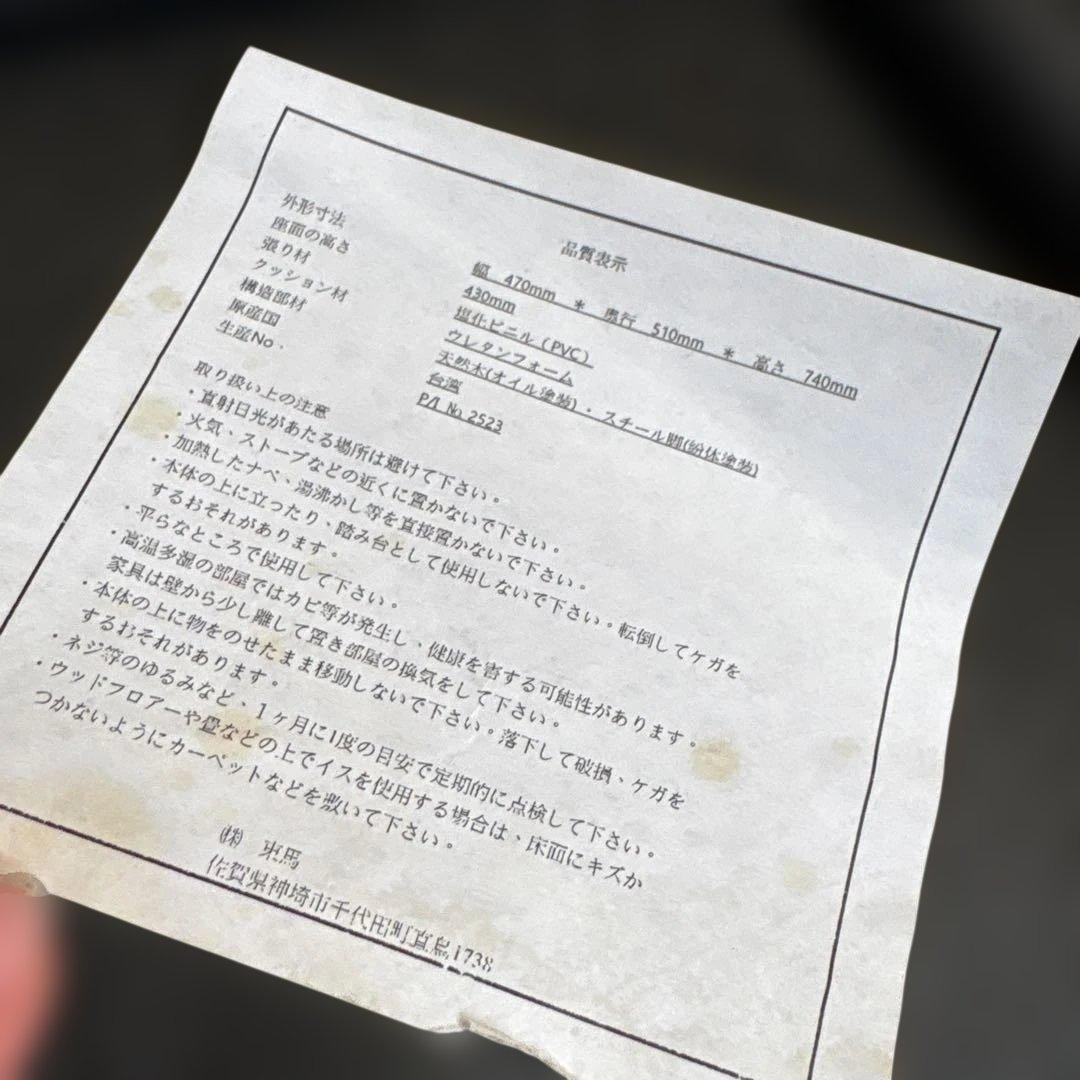 品質表示
外形寸法 幅 470mm * 奥行 510mm * 高さ 740mm
座面の高さ 430mm
張り材 塩化ビニル（PVC）
クッション材 ウレタンフォーム
構造部材 天然木(オイル塗装)・スチール脚(粉体塗装)
原産国 台湾
生産No. P/I № 2523
取り扱い上の注意
・直射日光があたる場所は避けて下さい。
・火気、ストーブなどの近くに置かないで下さい。
・加熱したナベ、湯沸かし等を直接置かないで下さい。
・本体の上に立ったり、踏み台として使用しないで下さい。転倒してケガを
するおそれがあります。
・平らなところで使用して下さい。
・高温多湿の部屋ではカビ等が発生し、健康を害する可能性があります。
家具は壁から少し離して置き部屋の換気をして下さい。
・本体の上に物をのせたまま移動しないで下さい。落下して破損、ケガを
するおそれがあります。
・ネジ等のゆるみなど、1ヶ月に1度の目安で定期的に点検して下さい。
・ウッドフロアーや畳などの上でイスを使用する場合は、床面にキズか
つかないようにカーペットなどを敷いて下さい。
㈱ 東馬
佐賀県神埼市千代田町直鳥1738